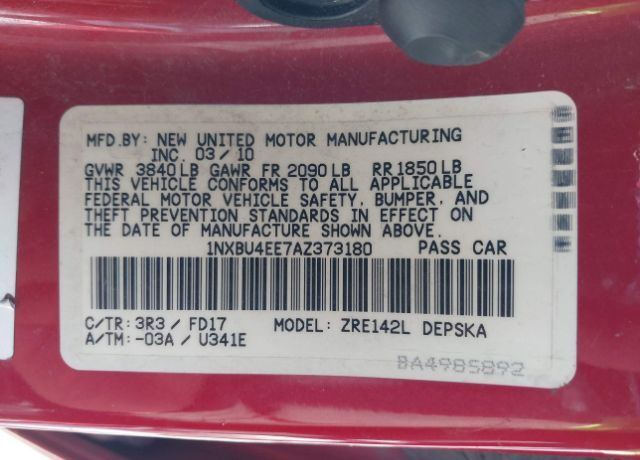 MFD.BY: NEW UNITED MOTOR MANUFACTURING
INC. 03/10
GVWR 3840LB GAWR FR 2090LB RR1850LB
THIS VEHICLE CONFORMS TO ALL APPLICABLE
FEDERAL MOTOR VEHICLE SAFETY, BUMPER, AND
THEFT PREVENTION STANDARDS IN EFFECT ON
THE DATE OF MANUFACTURE SHOWN ABOVE.
1NXBU4EE7AZ373180 PASS CAR
C/TR: 3R3 / FD17 MODEL: ZRE142L DEPSKA
A/TM: -03A / U341E
BA4985892